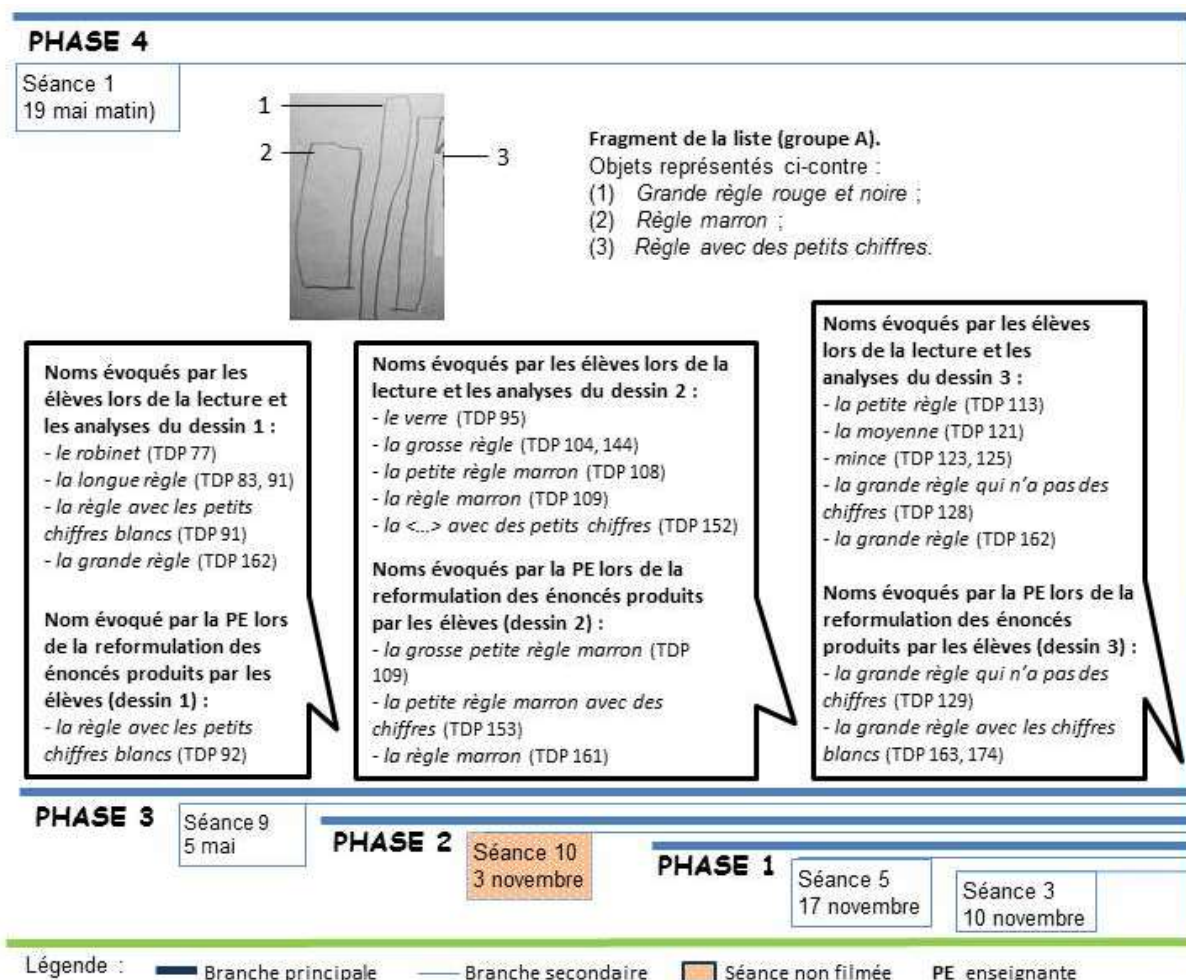 PHASE 4
Séance 1
19 mai matin)
1
2
3
Fragment de la liste (groupe A).
Objets représentés ci-contre :
(1) Grande règle rouge et noire ;
(2) Règle marron ;
(3) Règle avec des petits chiffres.
Noms évoqués par les
élèves lors de la lecture et
les analyses du dessin 1 :
- le robinet (TDP 77)
- la longue règle (TDP 83, 91)
- la règle avec les petits
chiffres blancs (TDP 91)
- la grande règle (TDP 162)
Nom évoqué par la PE lors
de la reformulation des
énoncés produits par les
élèves (dessin 1) :
- la règle avec les petits
chiffres blancs (TDP 92)
Noms évoqués par les élèves lors de la
lecture et les analyses du dessin 2 :
- le verre (TDP 95)
- la grosse règle (TDP 104, 144)
- la petite règle marron (TDP 108)
- la règle marron (TDP 109)
- la <...> avec des petits chiffres (TDP 152)
Noms évoqués par la PE lors de la
reformulation des énoncés produits
par les élèves (dessin 2) :
- la grosse petite règle marron (TDP
109)
- la petite règle marron avec des
chiffres (TDP 153)
- la règle marron (TDP 161)
Noms évoqués par les élèves
lors de la lecture et les
analyses du dessin 3 :
- la petite règle (TDP 113)
- la moyenne (TDP 121)
- mince (TDP 123, 125)
- la grande règle qui n'a pas des
chiffres (TDP 128)
- la grande règle (TDP 162)
Noms évoqués par la PE lors de la
reformulation des énoncés
produits par les élèves (dessin 3) :
- la grande règle qui n'a pas des
chiffres (TDP 129)
- la grande règle avec les chiffres
blancs (TDP 163, 174)
PHASE 3
Séance 9
5 mai
PHASE 2
Séance 10
3 novembre
PHASE 1
Séance 5
17 novembre
Séance 3
10 novembre
Légende :
Branche principale
Branche secondaire
Séance non filmée
PE enseignante